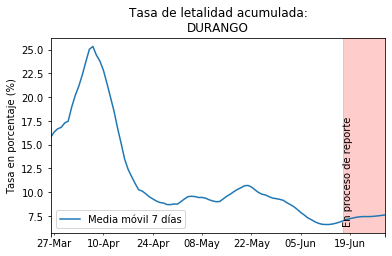 Tasa de letalidad acumulada:
DURANGO
Tasa en porcentaje (%)
25.0
22.5
20.0
17.5
15.0
12.5
10.0
7.5
En proceso de reporte
Media móvil 7 días
27-Mar 10-Apr 24-Apr 08-May 22-May 05-Jun 19-Jun